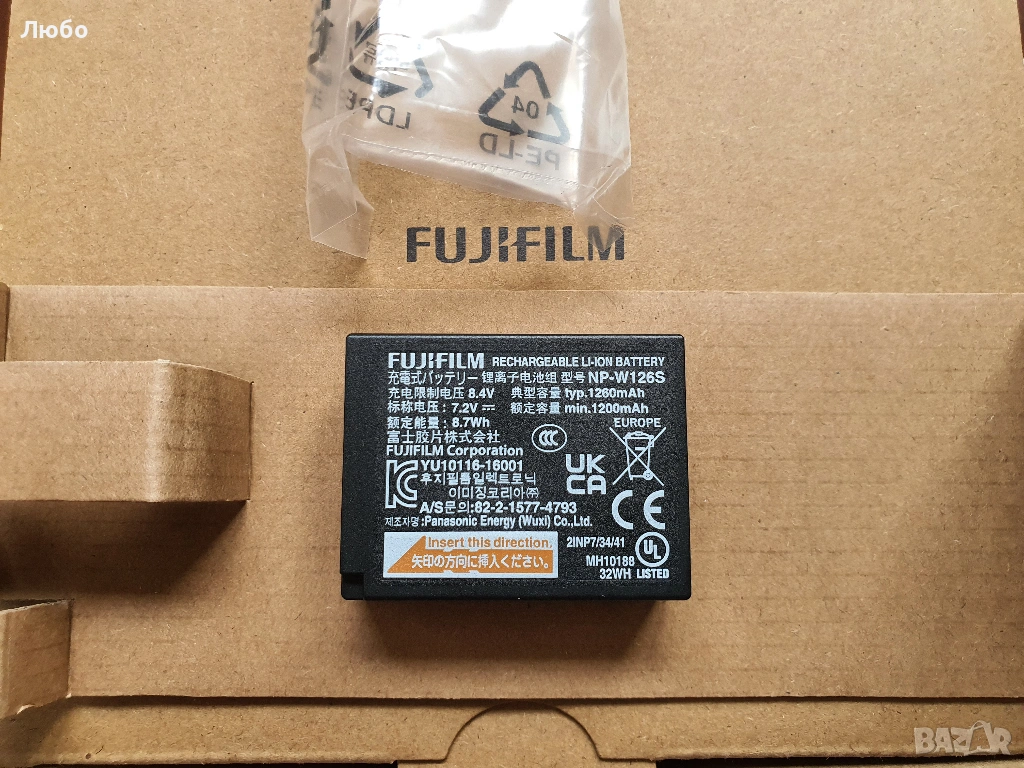 Любо
LDPE
04
PE-LD
FUJIFILM
FUJIFILM RECHARGEABLE LI-ION BATTERY
充電式バッテリー 锂离子电池组 型号 NP-W126S
充电限制电压 : 8.4V 典型容量 typ.1260mAh
标称电压 : 7.2V ⎓ 额定容量 min.1200mAh
额定能量 : 8.7Wh EUROPE
富士胶片株式会社
CCC
FUJIFILM Corporation
YU10116-16001
UK
CA
KC
후지필름일렉트로닉
이미징코리아㈜
CE
A/S문의:82-2-1577-4793
제조자명:Panasonic Energy (Wuxi) Co.,Ltd.
Insert this direction.
矢印の方向に挿入ください。
2INP7/34/41
UL
MH10188
32WH LISTED
BAZAR